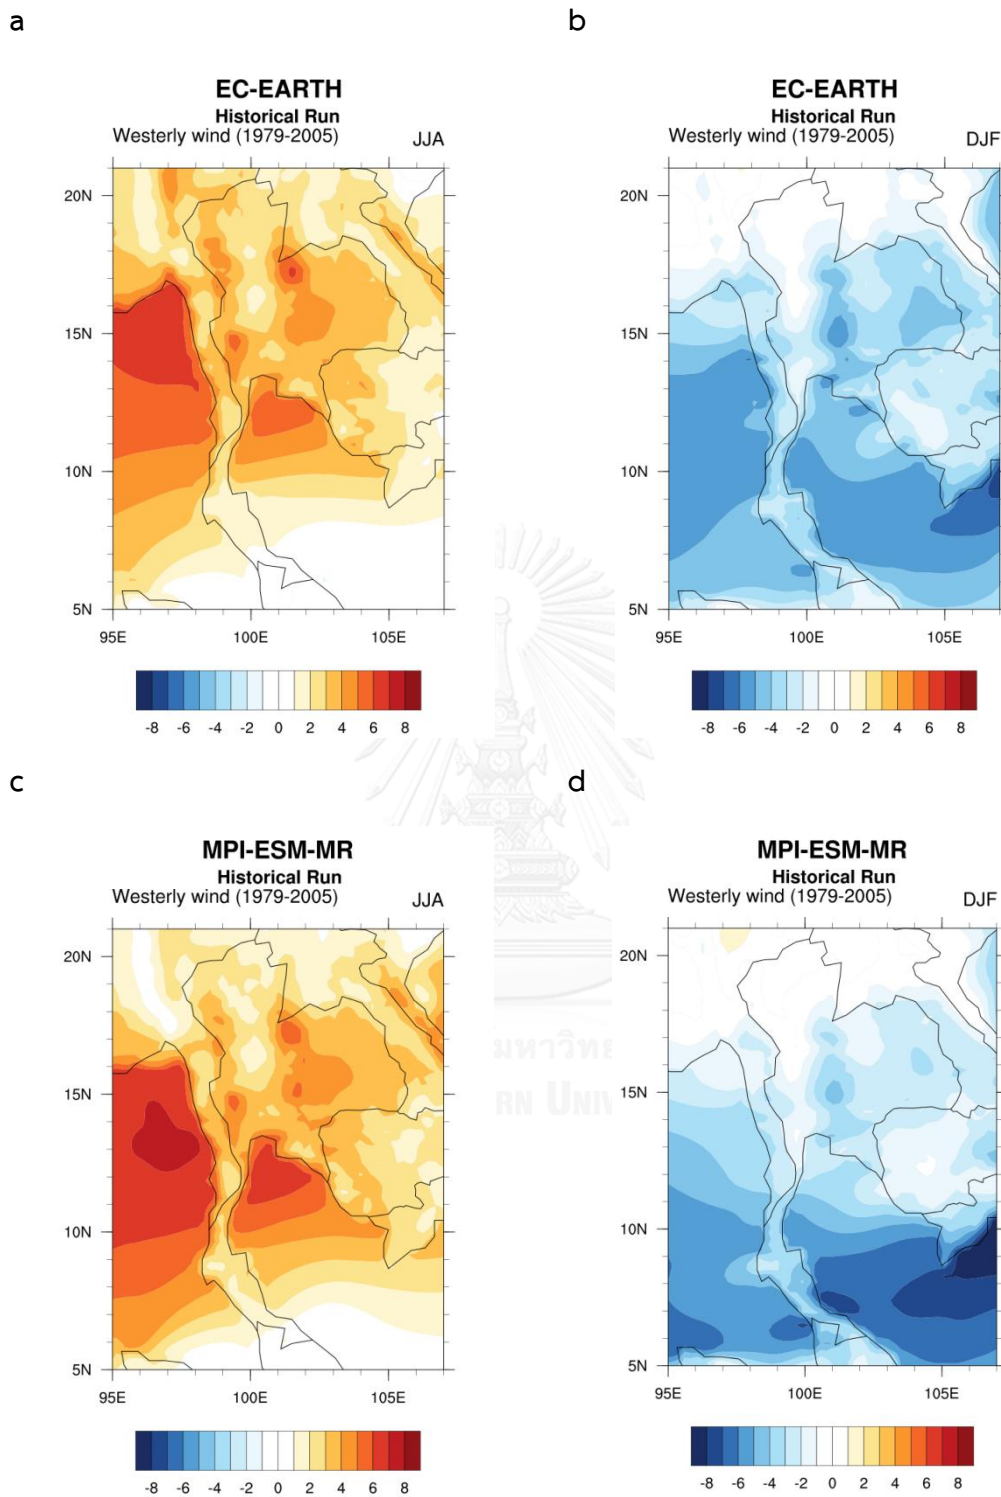 a
b
EC-EARTH
Historical Run
Westerly wind (1979-2005) JJA
20N
15N
10N
5N
95E 100E 105E
-8 -6 -4 -2 0 2 4 6 8
EC-EARTH
Historical Run
Westerly wind (1979-2005) DJF
20N
15N
10N
5N
95E 100E 105E
-8 -6 -4 -2 0 2 4 6 8
c
d
MPI-ESM-MR
Historical Run
Westerly wind (1979-2005) JJA
20N
15N
10N
5N
95E 100E 105E
-8 -6 -4 -2 0 2 4 6 8
MPI-ESM-MR
Historical Run
Westerly wind (1979-2005) DJF
20N
15N
10N
5N
95E 100E 105E
-8 -6 -4 -2 0 2 4 6 8